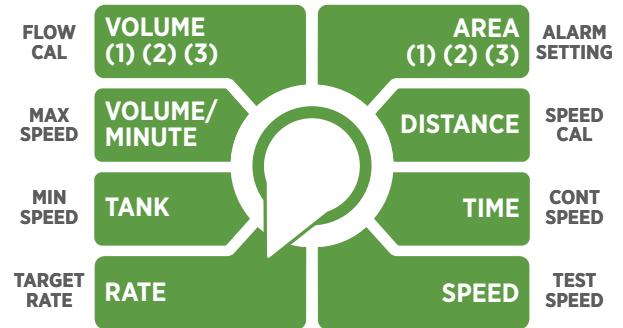 FLOW
CAL
VOLUME
(1) (2) (3)
AREA
(1) (2) (3)
ALARM
SETTING
MAX
SPEED
VOLUME/
MINUTE
DISTANCE
SPEED
CAL
MIN
SPEED
TANK
TIME
CONT
SPEED
TARGET
RATE
RATE
SPEED
TEST
SPEED